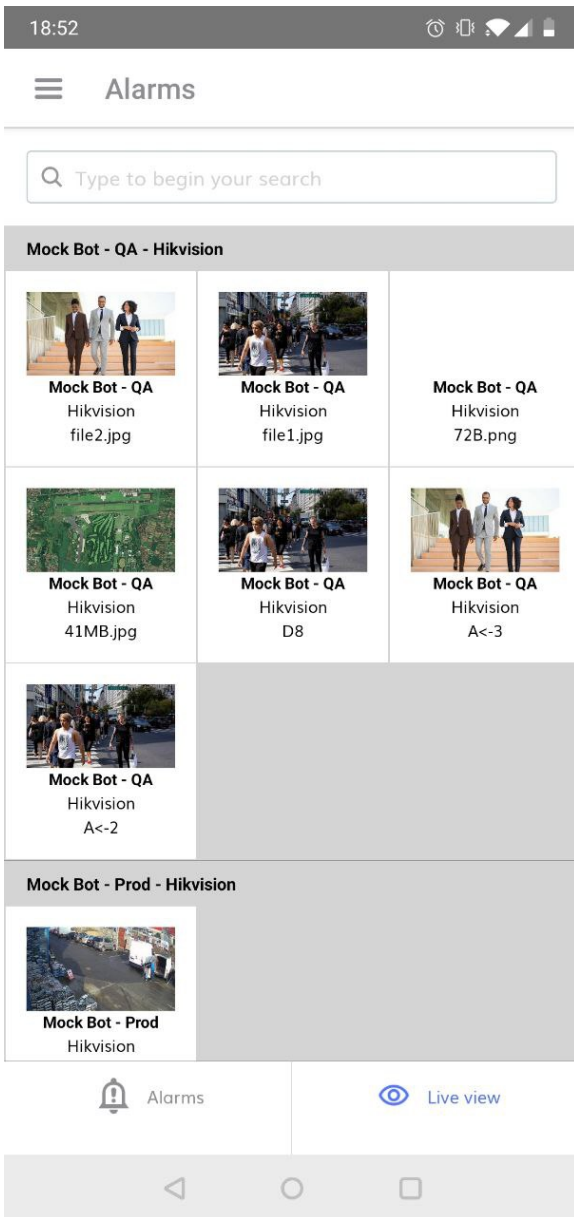 18:52
Alarms
Type to begin your search
Mock Bot - QA - Hikvision
Mock Bot - QA
Hikvision
file2.jpg
Mock Bot - QA
Hikvision
file1.jpg
Mock Bot - QA
Hikvision
72B.png
Mock Bot - QA
Hikvision
41MB.jpg
Mock Bot - QA
Hikvision
D8
Mock Bot - QA
Hikvision
A<-3
Mock Bot - QA
Hikvision
A<-2
Mock Bot - Prod - Hikvision
Mock Bot - Prod
Hikvision
Alarms
Live view